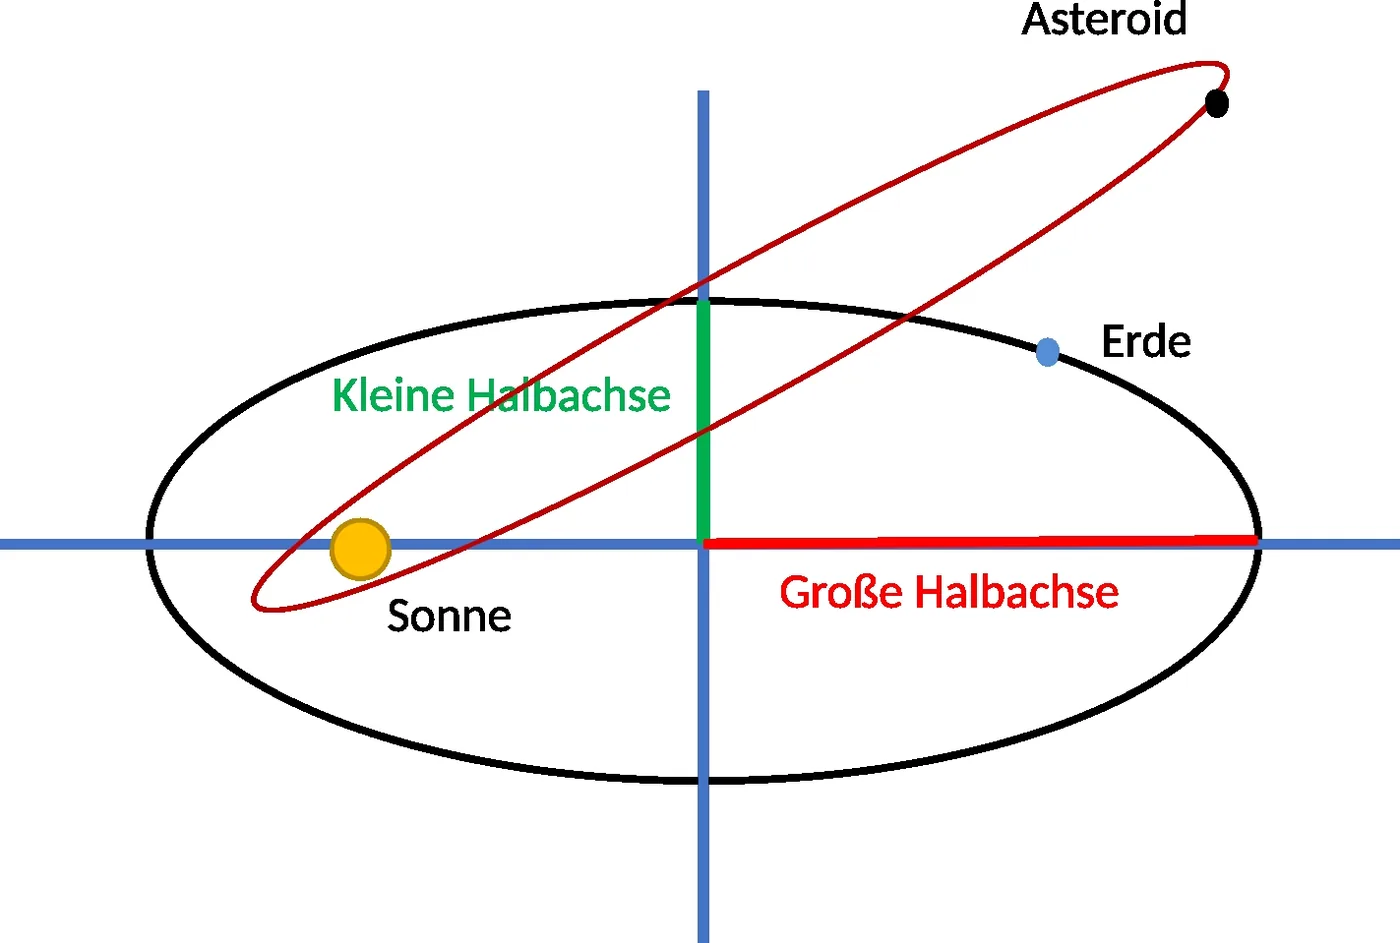 Asteroid
Erde
Kleine Halbachse
Große Halbachse
Sonne